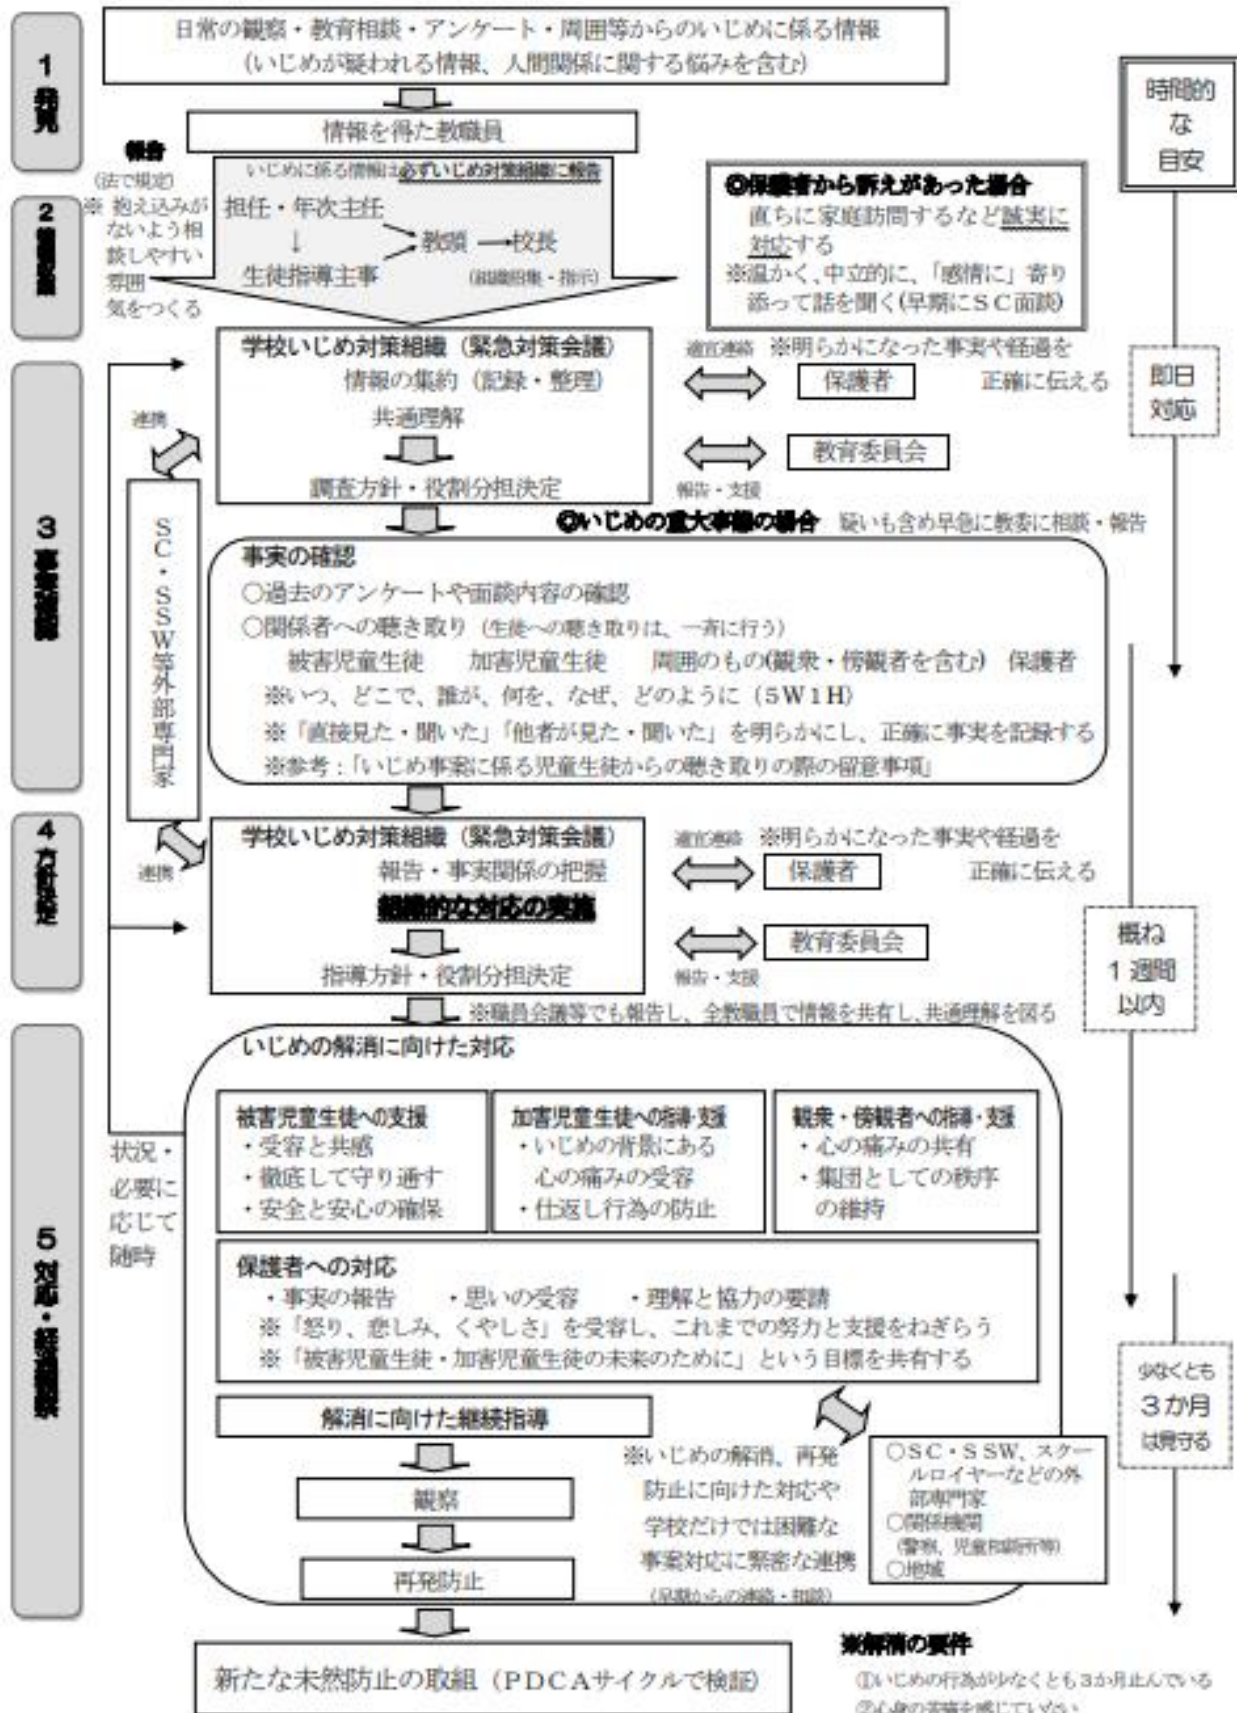 1 発見
日常の観察・教育相談・アンケート・周囲等からのいじめに係る情報
(いじめが疑われる情報、人間関係に関する悩みを含む)
時間的
な
目安
情報を得た教職員
報告
(法で規定)
※ 抱え込みが
ないよう相
談しやすい
雰囲
気をつくる
いじめに係る情報は必ずいじめ対策組織に報告
担任・年次主任
↓
生徒指導主事
教頭
校長
(組織招集・指示)
2
◎保護者から訴えがあった場合
直ちに家庭訪問するなど誠実に
対応する
※温かく、中立的に、「感情に」寄り
添って話を聞く(早期にSC面談)
3 事実確認
学校いじめ対策組織（緊急対策会議）
情報の集約（記録・整理）
共通理解
調査方針・役割分担決定
適宜連絡 ※明らかになった事実や経過を
保護者 正確に伝える
教育委員会
報告・支援
即日
対応
連携
SC・SSW等外部専門家
◎いじめの重大事態の場合 疑いも含め早急に教委に相談・報告
事実の確認
○過去のアンケートや面談内容の確認
○関係者への聴き取り（生徒への聴き取りは、一斉に行う）
被害児童生徒 加害児童生徒 周囲のもの(観衆・傍観者を含む) 保護者
※いつ、どこで、誰が、何を、なぜ、どのように（5W1H）
※「直接見た・聞いた」「他者が見た・聞いた」を明らかにし、正確に事実を記録する
※参考：「いじめ事案に係る児童生徒からの聴き取りの際の留意事項」
4 方針決定
連携
学校いじめ対策組織（緊急対策会議）
報告・事実関係の把握
組織的な対応の実施
指導方針・役割分担決定
適宜連絡 ※明らかになった事実や経過を
保護者 正確に伝える
教育委員会
報告・支援
概ね
1週間
以内
※職員会議等でも報告し、全教職員で情報を共有し、共通理解を図る
5 対応・経過観察
いじめの解消に向けた対応
被害児童生徒への支援
・受容と共感
・徹底して守り通す
・安全と安心の確保
加害児童生徒への指導・支援
・いじめの背景にある
心の痛みの受容
・仕返し行為の防止
観衆・傍観者への指導・支援
・心の痛みの共有
・集団としての秩序
の維持
状況・
必要に
応じて
随時
保護者への対応
・事実の報告 ・思いの受容 ・理解と協力の要請
※「怒り、悲しみ、くやしさ」を受容し、これまでの努力と支援をねぎらう
※「被害児童生徒・加害児童生徒の未来のために」という目標を共有する
少なくとも
3か月
は見守る
解消に向けた継続指導
観察
再発防止
※いじめの解消、再発
防止に向けた対応や
学校だけでは困難な
事案対応に緊密な連携
(早期からの連絡・相談)
○SC・SSW、スクー
ルロイヤーなどの外
部専門家
○関係機関
(警察、児童相談所等)
○地域
新たな未然防止の取組（PDCAサイクルで検証）
※解消の要件
①いじめの行為が少なくとも3か月止んでいる
②心身の苦痛を感じていない